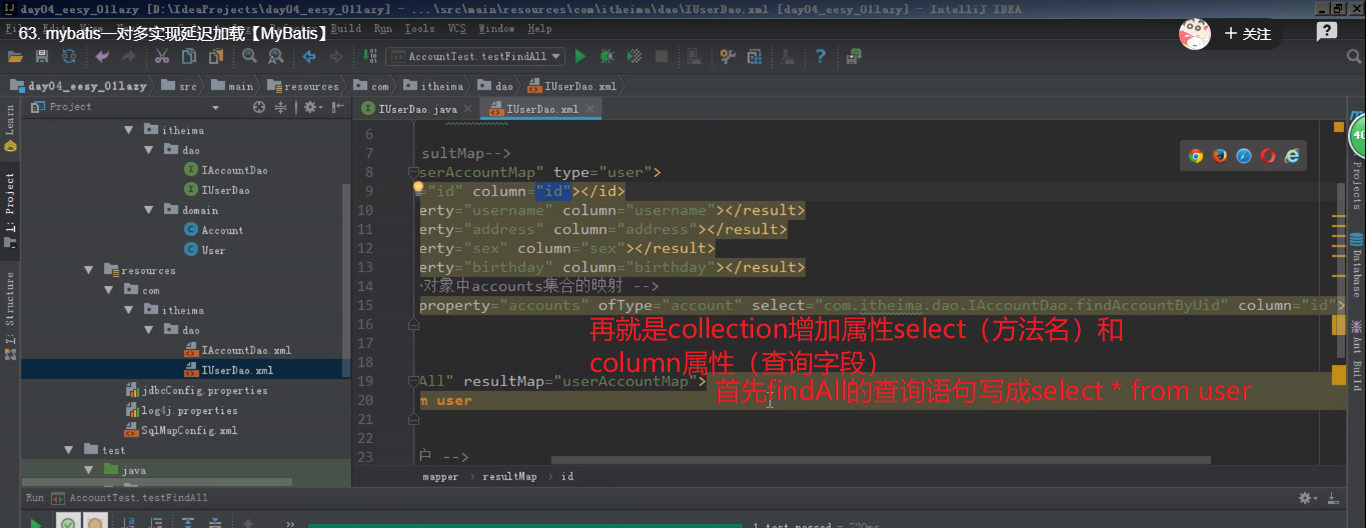 day04_eesy_01lazy [D:\IdeaProjects\day04_eesy_01lazy] - ...\src\main\resources\com\itheima\dao\IUserDao.xml [day04_eesy_01lazy] - IntelliJ IDEA
Build Run Tools VCS Window Help
63. mybatis一对多实现延迟加载【MyBatis】
+ 关注
AccountTest.testFindAll
day04_eesy_01lazy src main resources com itheima dao IUserDao.xml
Project
IUserDao.java
IUserDao.xml
Learn
1: Project
7: Structure
itheima
dao
IAccountDao
IUserDao
domain
Account
User
resources
com
itheima
dao
IAccountDao.xml
IUserDao.xml
jdbcConfig.properties
log4j.properties
SqlMapConfig.xml
test
java
6
7 sultMap-->
8 serAccountMap" type="user">
9 ="id" column="id"></id>
10 erty="username" column="username"></result>
11 erty="address" column="address"></result>
12 erty="sex" column="sex"></result>
13 erty="birthday" column="birthday"></result>
14 对象中accounts集合的映射 -->
15 property="accounts" ofType="account" select="com.itheima.dao.IAccountDao.findAccountByUid" column="id">
16
17
18
19 All" resultMap="userAccountMap">
20 m user
21
22
23 户 -->
再就是collection增加属性select（方法名）和
column属性（查询字段）
首先findAll的查询语句写成select * from user
mapper resultMap id
Database
Ant Build
Run AccountTest.testFindAll
1 test passed - 520ms